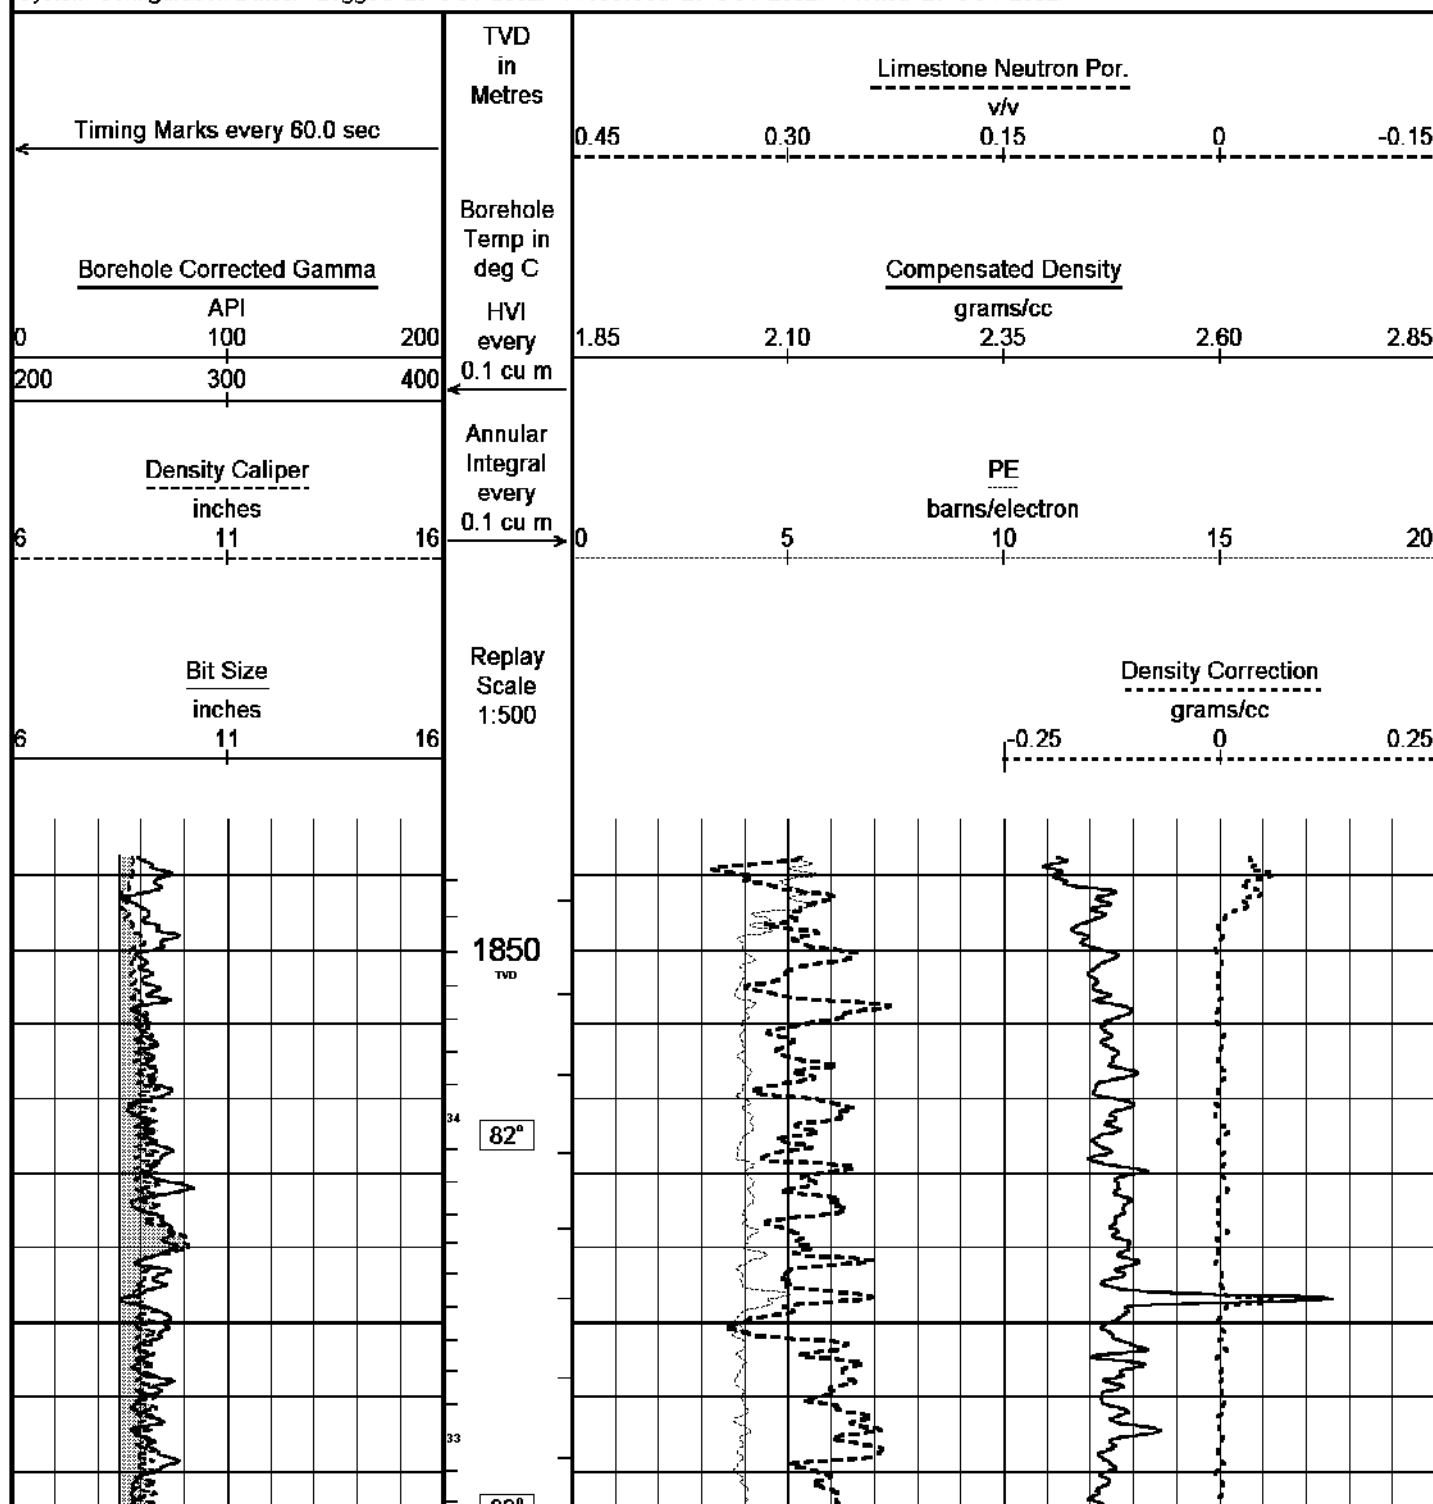 Timing Marks every 60.0 sec
Borehole Corrected Gamma
API
0 100 200
200 300 400
Density Caliper
inches
6 11 16
Bit Size
inches
6 11 16
TVD
in
Metres
Borehole
Temp in
deg C
HVI
every
0.1 cu m
Annular
Integral
every
0.1 cu m
Replay
Scale
1:500
Limestone Neutron Por.
v/v
0.45 0.30 0.15 0 -0.15
Compensated Density
grams/cc
1.85 2.10 2.35 2.60 2.85
PE
barns/electron
0 5 10 15 20
Density Correction
grams/cc
-0.25 0 0.25
1850
TVD
34
82°
33